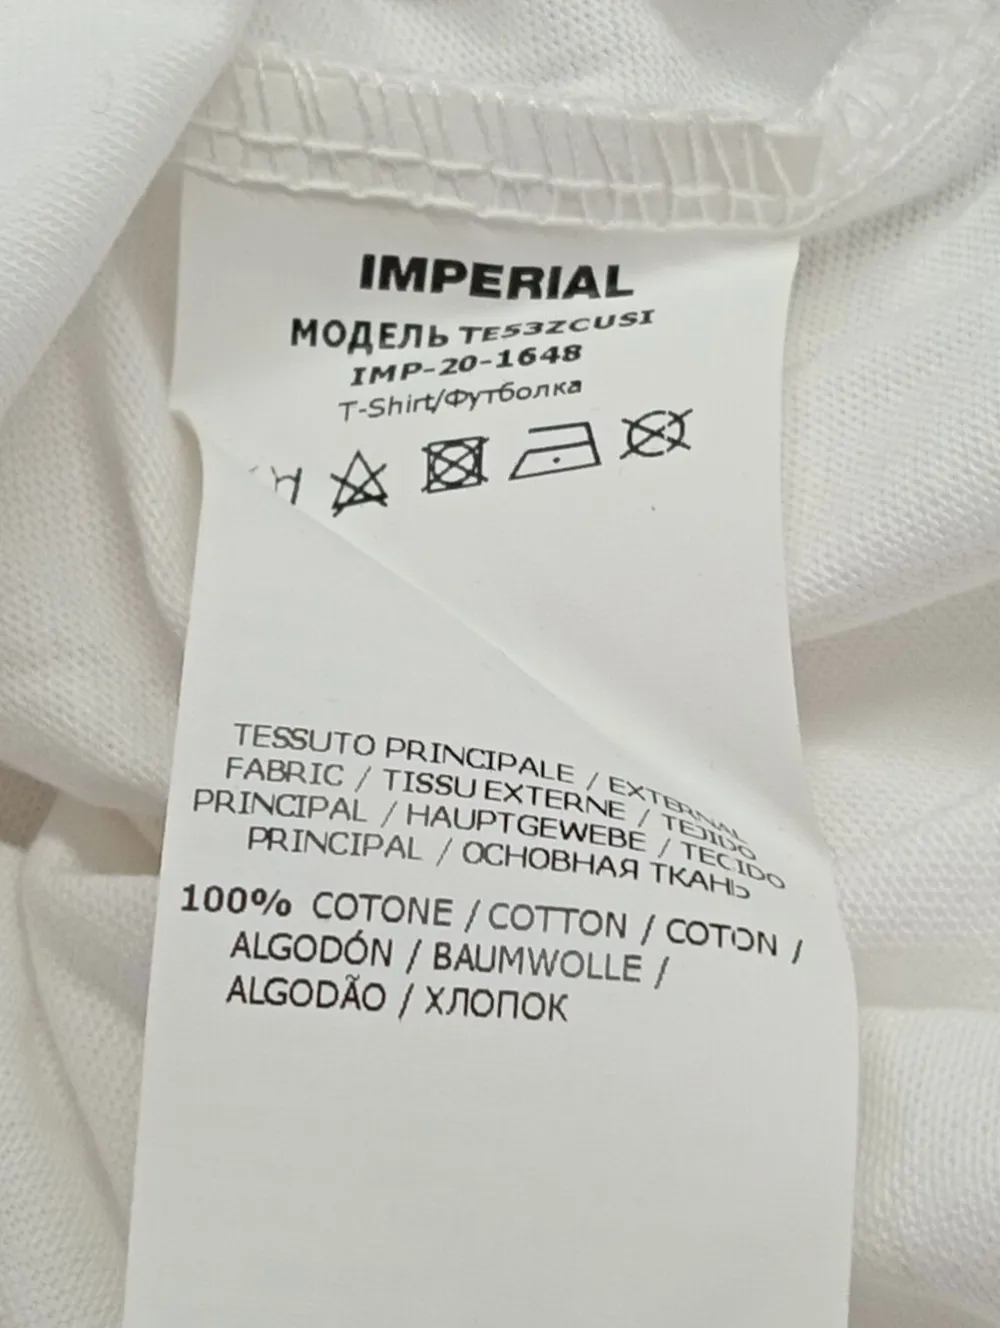 IMPERIAL
МОДЕЛЬ TE53ZCUSI
IMP-20-1648
T-Shirt/Футболка
TESSUTO PRINCIPALE / EXTERNAL
FABRIC / TISSU EXTERNE / TEJIDO
PRINCIPAL / HAUPTGEWEBE / TECIDO
PRINCIPAL / ОСНОВНАЯ ТКАНЬ
100% COTONE / COTTON / COTON /
ALGODÓN / BAUMWOLLE /
ALGODÃO / ХЛОПОК